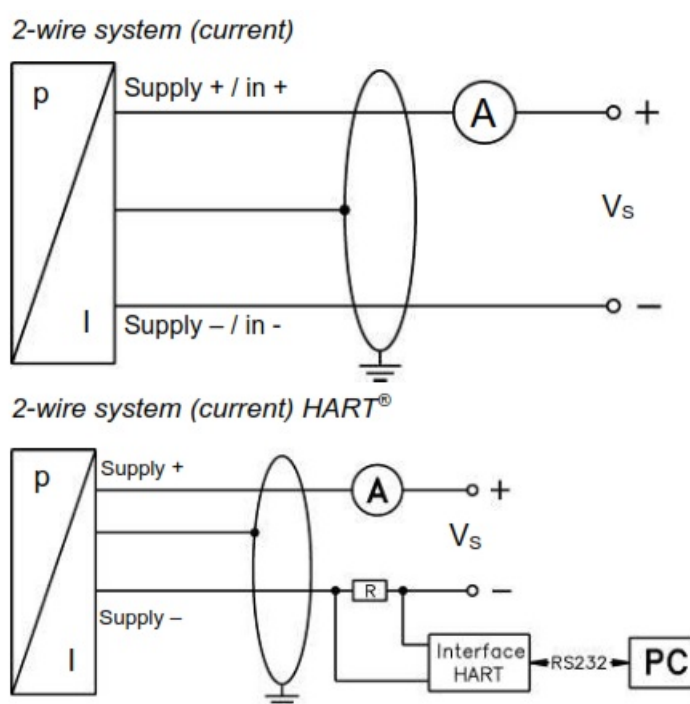 2-wire system (current)
p
Supply + / in +
A
+
Vs
I
Supply – / in -
–
2-wire system (current) HART®
p
Supply +
A
+
Vs
R
–
Supply –
I
Interface
HART
RS232
PC